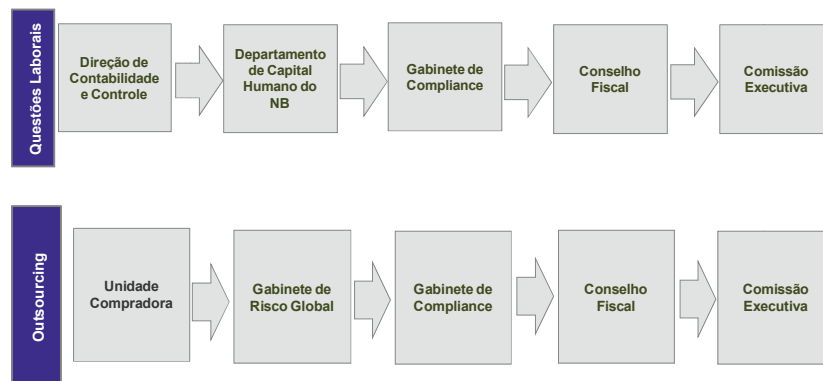 Questões Laborais
Direção de
Contabilidade
e Controle
Departamento
de Capital
Humano do
NB
Gabinete de
Compliance
Conselho
Fiscal
Comissão
Executiva
Outsourcing
Unidade
Compradora
Gabinete de
Risco Global
Gabinete de
Compliance
Conselho
Fiscal
Comissão
Executiva